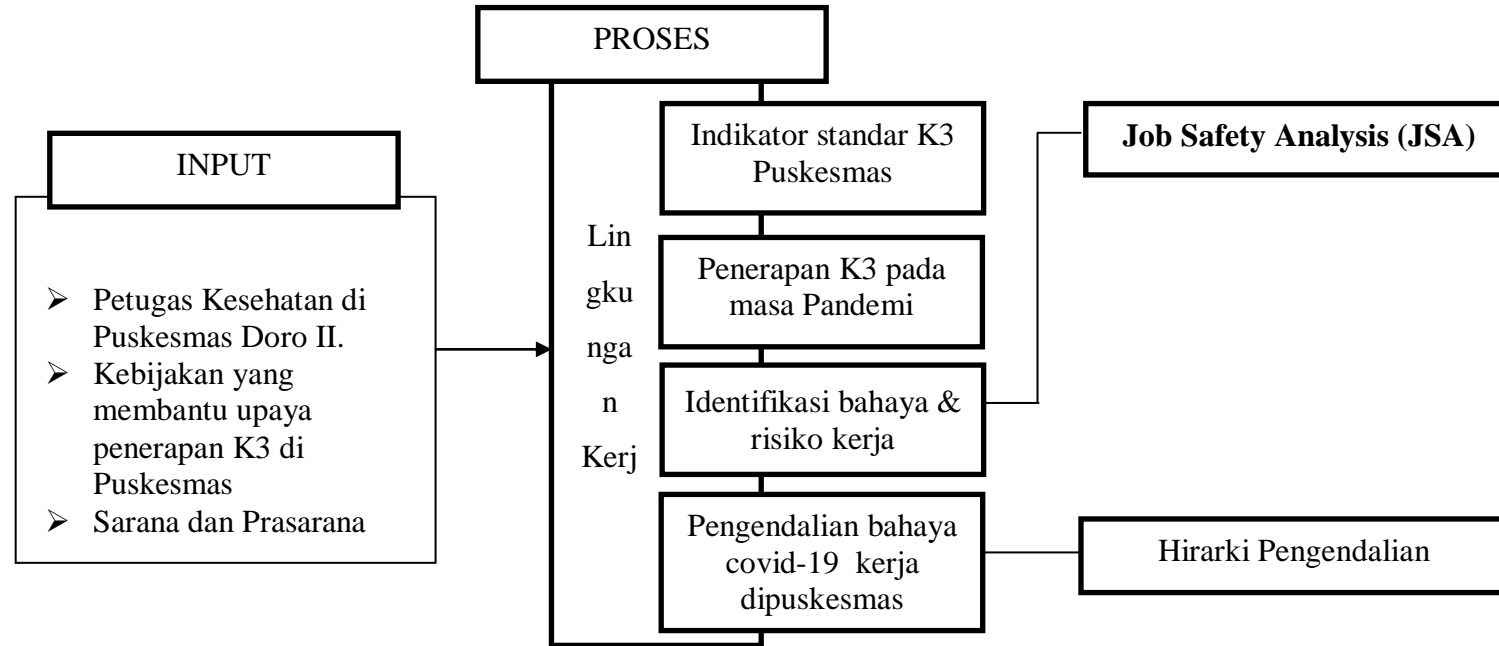 PROSES
INPUT
➢ Petugas Kesehatan di
Puskesmas Doro II.
➢ Kebijakan yang
membantu upaya
penerapan K3 di
Puskesmas
➢ Sarana dan Prasarana
Lin
gku
nga
n
Kerj
Indikator standar K3
Puskesmas
Penerapan K3 pada
masa Pandemi
Identifikasi bahaya &
risiko kerja
Pengendalian bahaya
covid-19 kerja
dipuskesmas
Job Safety Analysis (JSA)
Hirarki Pengendalian